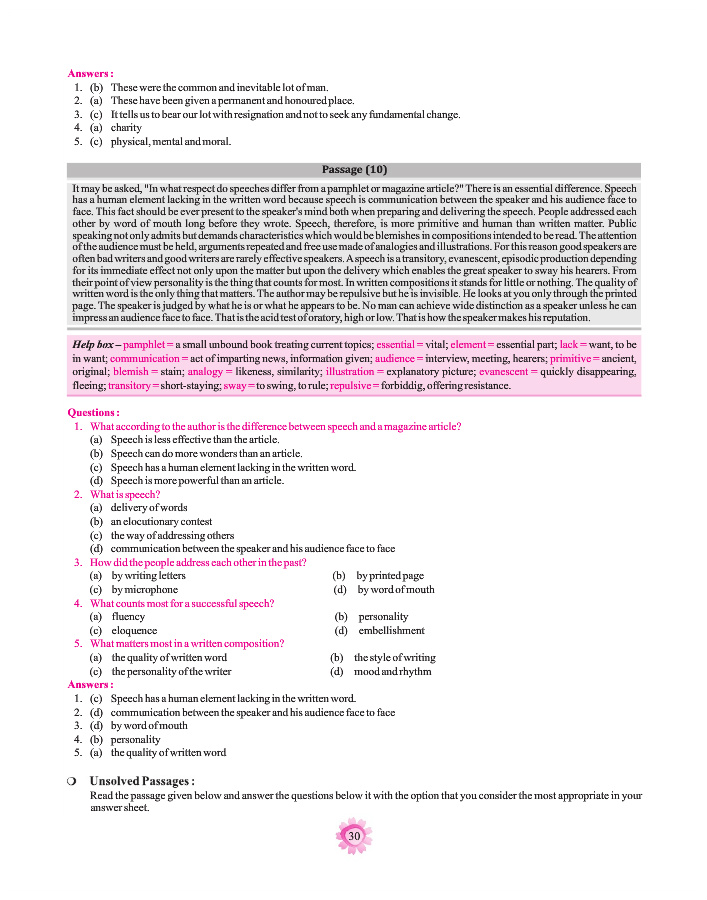 Answers :
1. (b) These were the common and inevitable lot of man.
2. (a) These have been given a permanent and honoured place.
3. (c) It tells us to bear our lot with resignation and not to seek any fundamental change.
4. (a) charity
5. (c) physical, mental and moral.
Passage (10)
It may be asked, "In what respect do speeches differ from a pamphlet or magazine article?" There is an essential difference. Speech
has a human element lacking in the written word because speech is communication between the speaker and his audience face to
face. This fact should be ever present to the speaker's mind both when preparing and delivering the speech. People addressed each
other by word of mouth long before they wrote. Speech, therefore, is more primitive and human than written matter. Public
speaking not only admits but demands characteristics which would be blemishes in compositions intended to be read. The attention
of the audience must be held, arguments repeated and free use made of analogies and illustrations. For this reason good speakers are
often bad writers and good writers are rarely effective speakers. A speech is a transitory, evanescent, episodic production depending
for its immediate effect not only upon the matter but upon the delivery which enables the great speaker to sway his hearers. From
their point of view personality is the thing that counts for most. In written compositions it stands for little or nothing. The quality of
written word is the only thing that matters. The author may be repulsive but he is invisible. He looks at you only through the printed
page. The speaker is judged by what he is or what he appears to be. No man can achieve wide distinction as a speaker unless he can
impress an audience face to face. That is the acid test of oratory, high or low. That is how the speaker makes his reputation.
Help box – pamphlet = a small unbound book treating current topics; essential = vital; element = essential part; lack = want, to be
in want; communication = act of imparting news, information given; audience = interview, meeting, hearers; primitive = ancient,
original; blemish = stain; analogy = likeness, similarity; illustration = explanatory picture; evanescent = quickly disappearing,
fleeing; transitory = short-staying; sway = to swing, to rule; repulsive = forbiddig, offering resistance.
Questions :
1. What according to the author is the difference between speech and a magazine article?
(a) Speech is less effective than the article.
(b) Speech can do more wonders than an article.
(c) Speech has a human element lacking in the written word.
(d) Speech is more powerful than an article.
2. What is speech?
(a) delivery of words
(b) an elocutionary contest
(c) the way of addressing others
(d) communication between the speaker and his audience face to face
3. How did the people address each other in the past?
(a) by writing letters (b) by printed page
(c) by microphone (d) by word of mouth
4. What counts most for a successful speech?
(a) fluency (b) personality
(c) eloquence (d) embellishment
5. What matters most in a written composition?
(a) the quality of written word (b) the style of writing
(c) the personality of the writer (d) mood and rhythm
Answers :
1. (c) Speech has a human element lacking in the written word.
2. (d) communication between the speaker and his audience face to face
3. (d) by word of mouth
4. (b) personality
5. (a) the quality of written word
❍ Unsolved Passages :
Read the passage given below and answer the questions below it with the option that you consider the most appropriate in your
answer sheet.
30